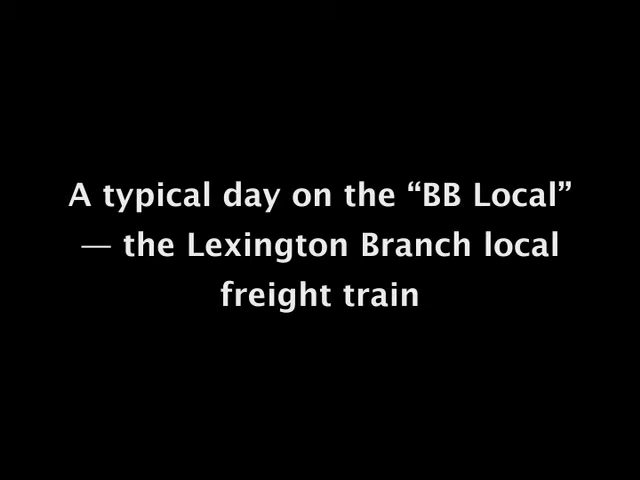 A typical day on the “BB Local”
— the Lexington Branch local
freight train